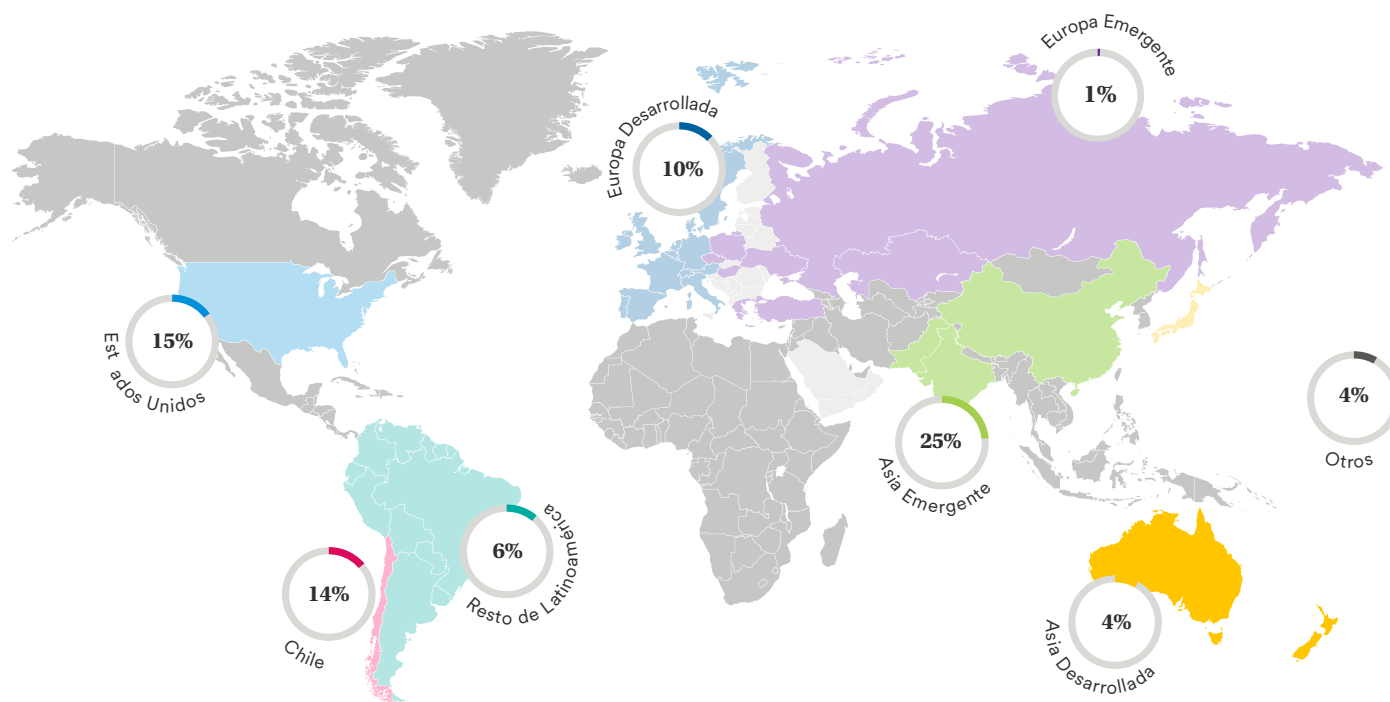 Europa Emergente
1%
Europa Desarrollada
10%
15%
Est ados Unidos
4%
Otros
25%
Asia Emergente
6%
Resto de Latinoamérica
14%
Chile
4%
Asia Desarrollada